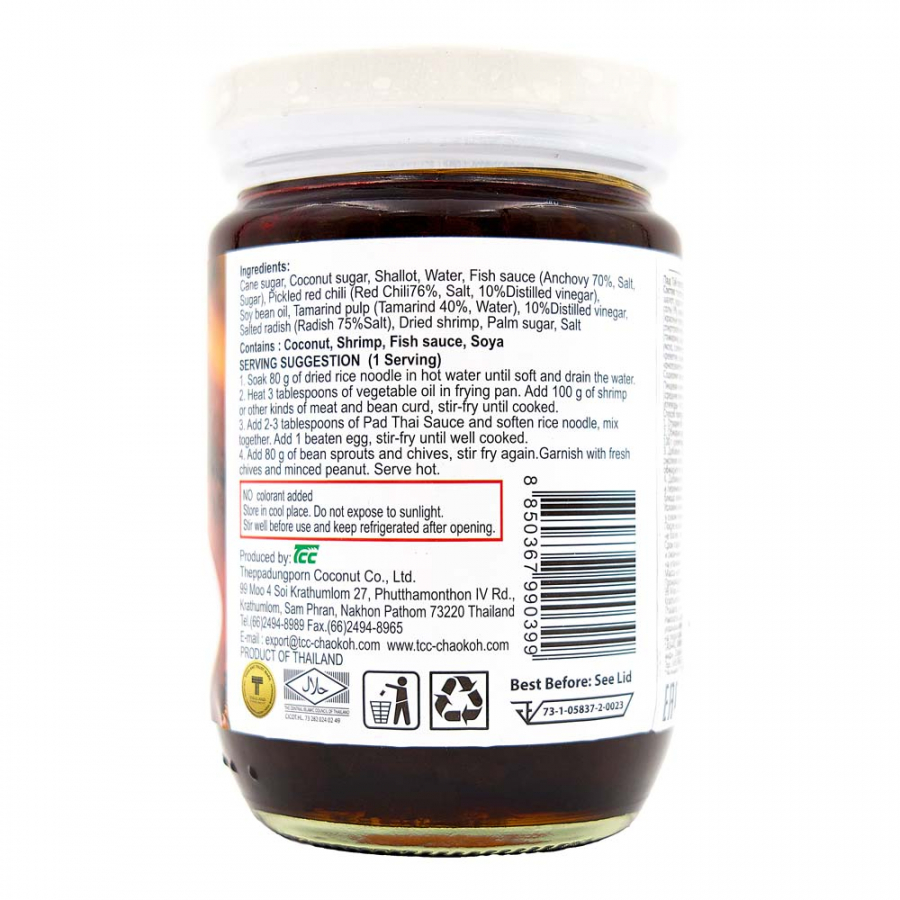 Ingredients:
Cane sugar, Coconut sugar, Shallot, Water, Fish sauce (Anchovy 70%, Salt,
Sugar), Pickled red chili (Red Chili76%, Salt, 10%Distilled vinegar),
Soy bean oil, Tamarind pulp (Tamarind 40%, Water), 10%Distilled vinegar,
Salted radish (Radish 75%Salt), Dried shrimp, Palm sugar, Salt
Contains : Coconut, Shrimp, Fish sauce, Soya
SERVING SUGGESTION (1 Serving)
1. Soak 80 g of dried rice noodle in hot water until soft and drain the water.
2. Heat 3 tablespoons of vegetable oil in frying pan. Add 100 g of shrimp
or other kinds of meat and bean curd, stir-fry until cooked.
3. Add 2-3 tablespoons of Pad Thai Sauce and soften rice noodle, mix
together. Add 1 beaten egg, stir-fry until well cooked.
4. Add 80 g of bean sprouts and chives, stir fry again.Garnish with fresh
chives and minced peanut. Serve hot.
NO colorant added
Store in cool place. Do not expose to sunlight.
Stir well before use and keep refrigerated after opening.
8 850367 990399
Produced by: TCC
Theppadungporn Coconut Co., Ltd.
99 Moo 4 Soi Krathumlom 27, Phutthamonthon IV Rd.,
Krathumlom, Sam Phran, Nakhon Pathom 73220 Thailand
Tel.(66)2494-8989 Fax.(66)2494-8965
E-mail : export@tcc-chaokoh.com www.tcc-chaokoh.com
PRODUCT OF THAILAND
حلال
THE CENTRAL ISLAMIC COUNCIL OF THAILAND
Best Before: See Lid
73-1-05837-2-0023